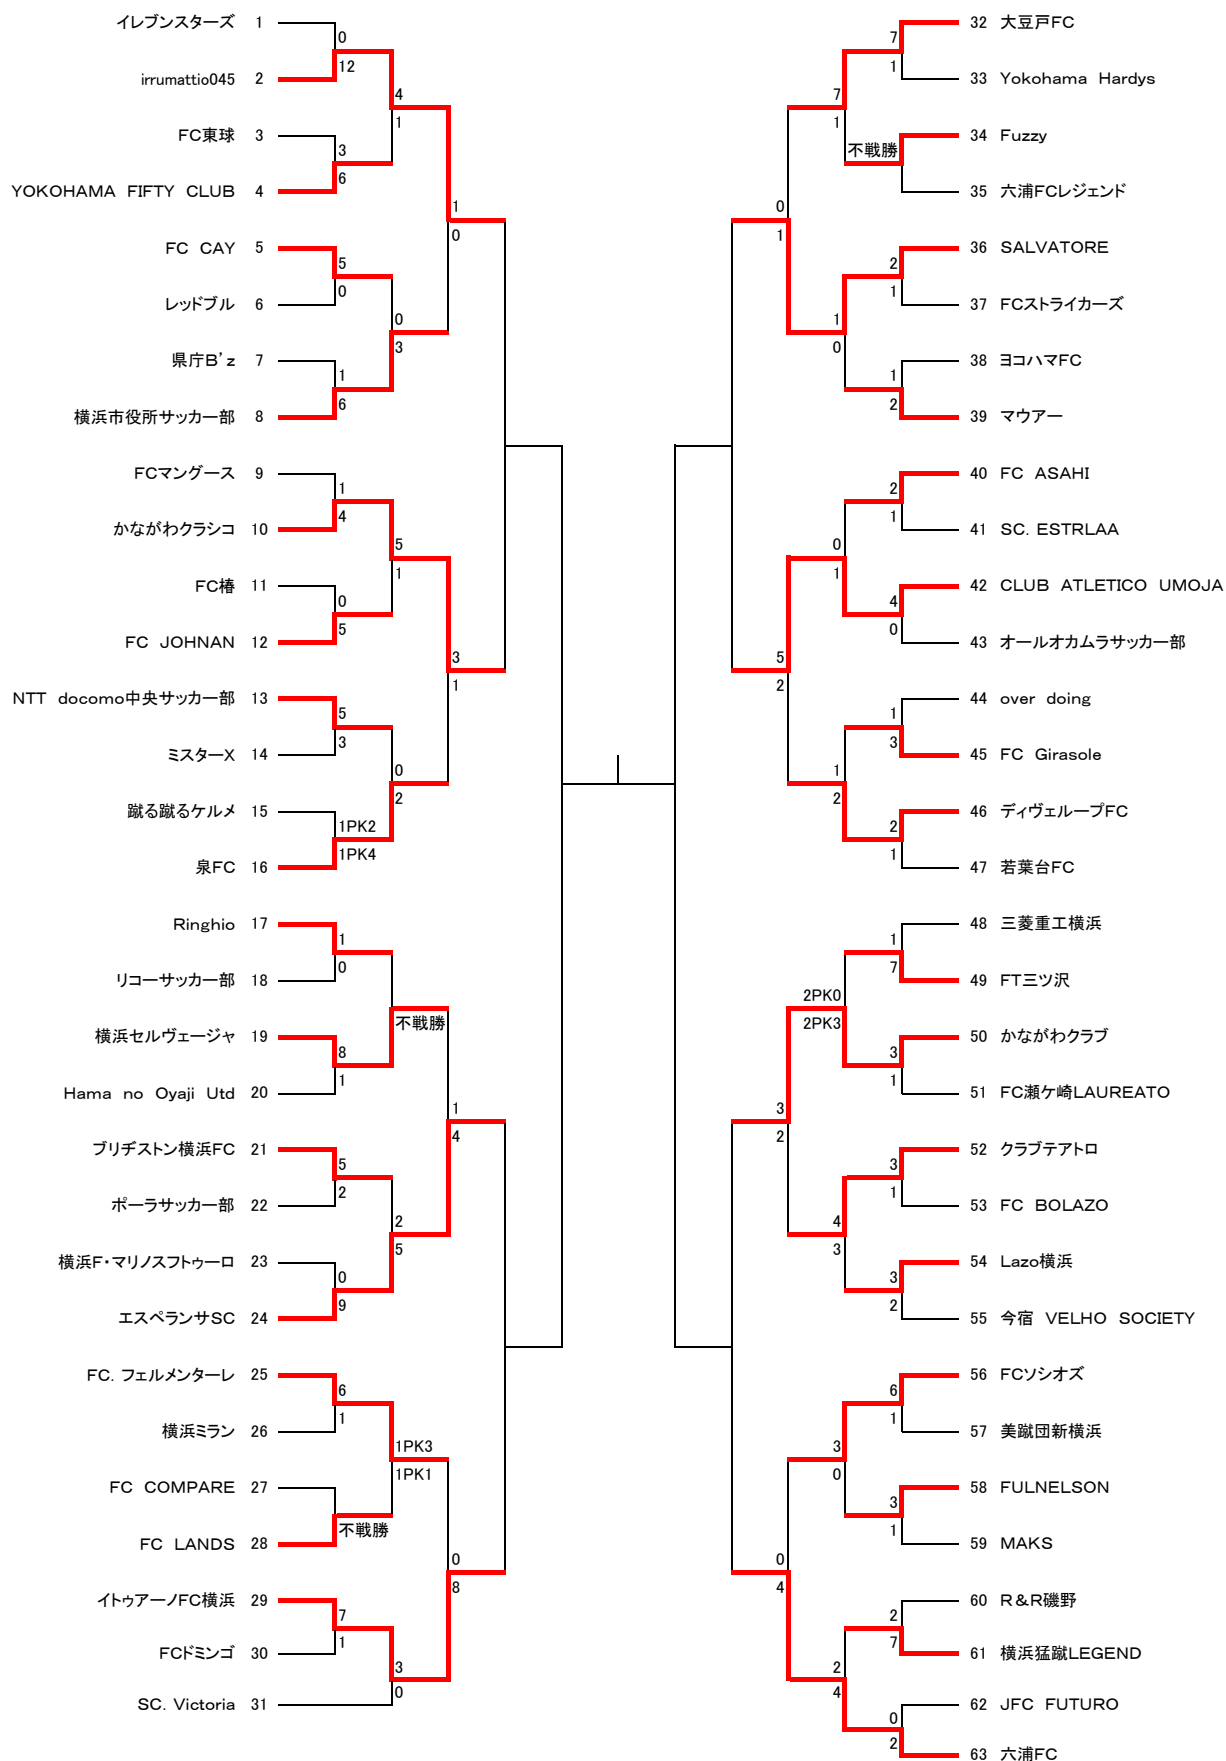 イレブンスターズ 1
0
12
irrumattio045 2
4
1
FC東球 3
3
6
YOKOHAMA FIFTY CLUB 4
1
0
FC CAY 5
5
0
レッドブル 6
0
3
県庁B'z 7
1
6
横浜市役所サッカー部 8
FCマングース 9
1
4
かながわクラシコ 10
5
1
FC椿 11
0
5
FC JOHNAN 12
3
1
NTT docomo中央サッカー部 13
5
3
ミスターX 14
0
2
蹴る蹴るケルメ 15
1PK2
1PK4
泉FC 16
Ringhio 17
1
0
リコーサッカー部 18
不戦勝
横浜セルヴェージャ 19
8
1
Hama no Oyaji Utd 20
1
4
ブリヂストン横浜FC 21
5
2
ポーラサッカー部 22
2
5
横浜F・マリノスフトゥーロ 23
0
9
エスペランサSC 24
FC. フェルメンターレ 25
6
1
横浜ミラン 26
1PK3
1PK1
FC COMPARE 27
不戦勝
FC LANDS 28
0
8
イトゥアーノFC横浜 29
7
1
FCドミンゴ 30
3
0
SC. Victoria 31
32 大豆戸FC
7
1
33 Yokohama Hardys
7
1
34 Fuzzy
不戦勝
35 六浦FCレジェンド
0
1
36 SALVATORE
2
1
37 FCストライカーズ
1
0
38 ヨコハマFC
1
2
39 マウアー
40 FC ASAHI
2
1
41 SC. ESTRLAA
0
1
42 CLUB ATLETICO UMOJA
4
0
43 オールオカムラサッカー部
5
2
44 over doing
1
3
45 FC Girasole
1
2
46 ディヴェループFC
2
1
47 若葉台FC
48 三菱重工横浜
1
7
49 FT三ツ沢
2PK0
2PK3
50 かながわクラブ
3
1
51 FC瀬ケ崎LAUREATO
3
2
52 クラブテアトロ
3
1
53 FC BOLAZO
4
3
54 Lazo横浜
3
2
55 今宿 VELHO SOCIETY
56 FCソシオズ
6
1
57 美蹴団新横浜
3
0
58 FULNELSON
3
1
59 MAKS
0
4
60 R&R磯野
2
7
61 横浜猛蹴LEGEND
2
4
62 JFC FUTURO
0
2
63 六浦FC